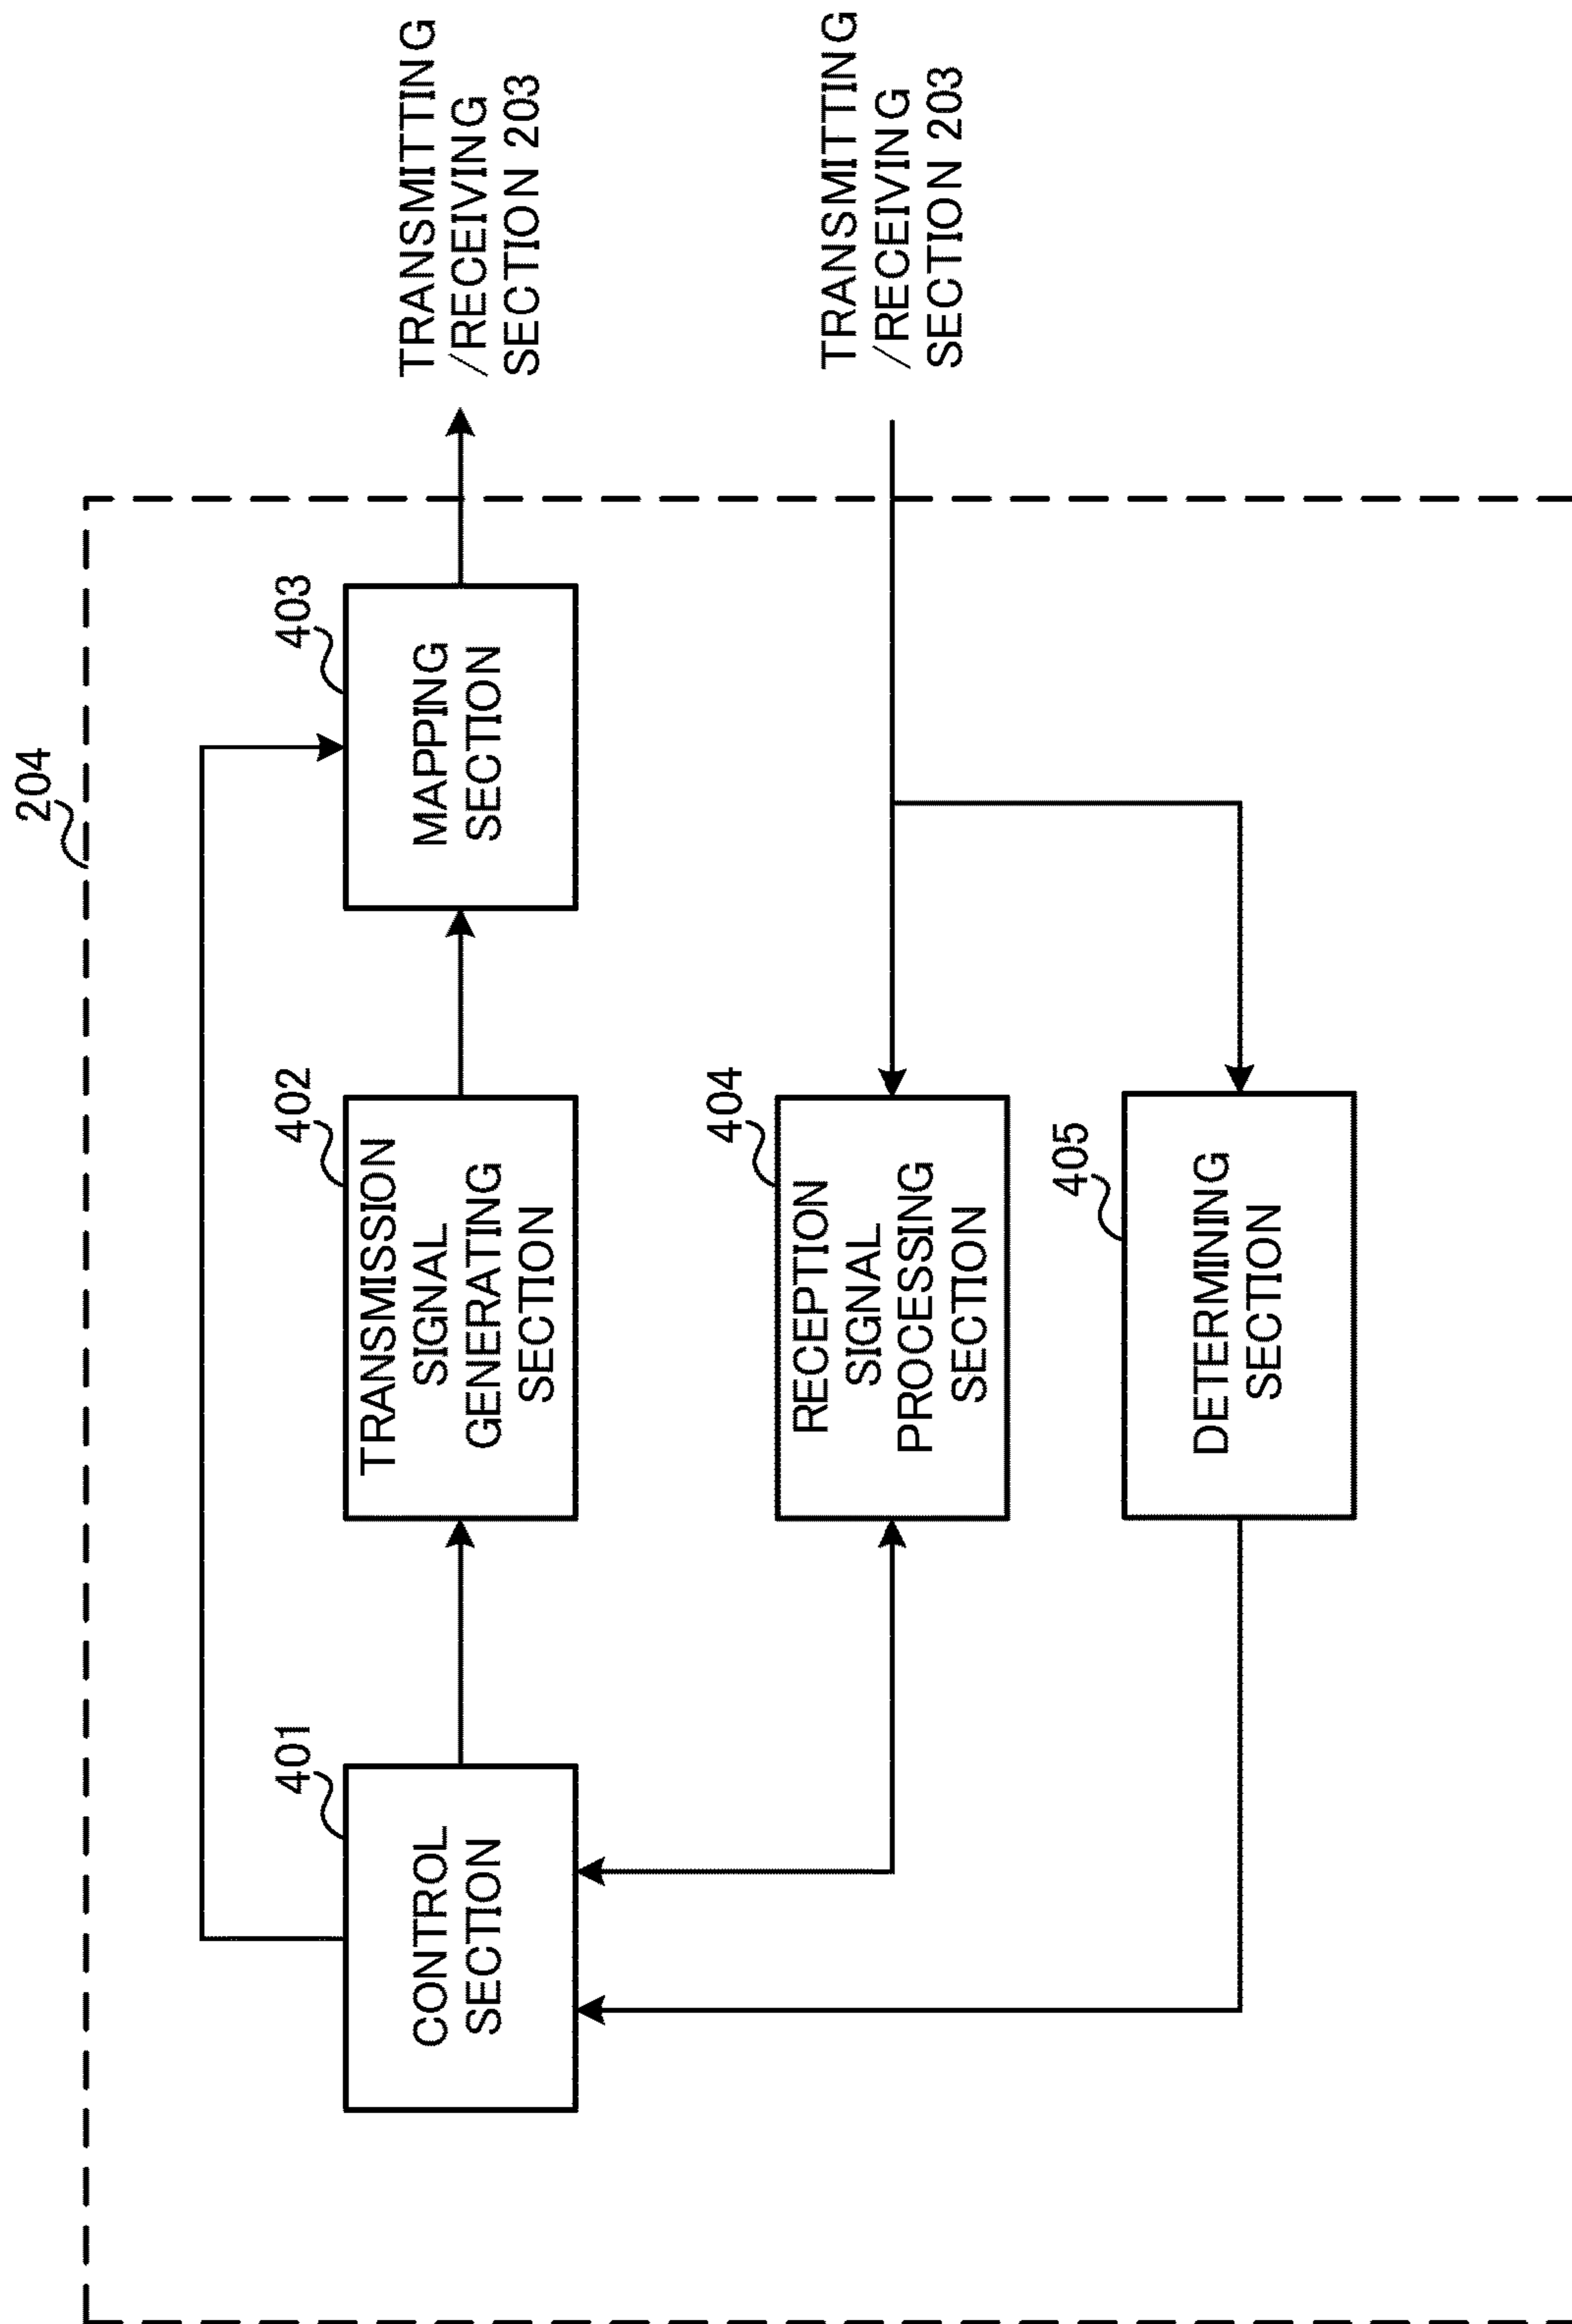 204
401
CONTROL
SECTION
402
TRANSMISSION
SIGNAL
GENERATING
SECTION
403
MAPPING
SECTION
TRANSMITTING
/RECEIVING
SECTION 203
404
RECEPTION
SIGNAL
PROCESSING
SECTION
TRANSMITTING
/RECEIVING
SECTION 203
405
DETERMINING
SECTION